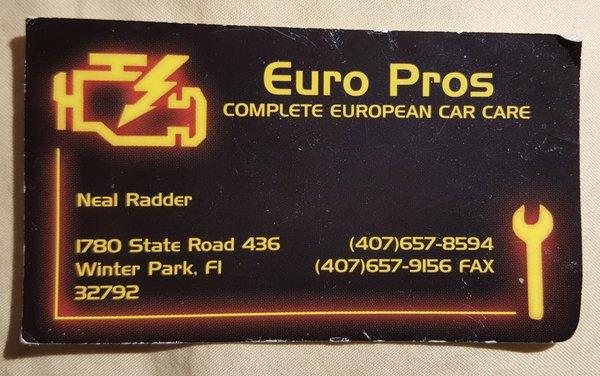 Euro Pros
COMPLETE EUROPEAN CAR CARE
Neal Radder
1780 State Road 436
Winter Park, Fl
32792
(407)657-8594
(407)657-9156 FAX